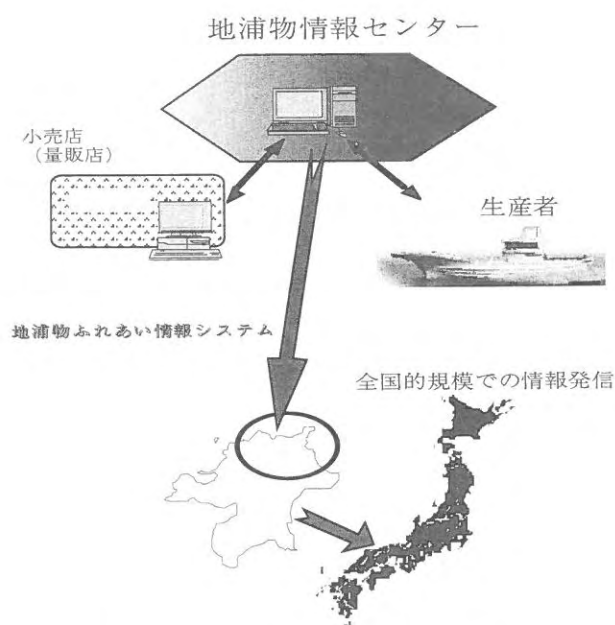 地浦物情報センター
小売店
（量販店）
生産者
地浦物ふれあい情報システム
全国的規模での情報発信